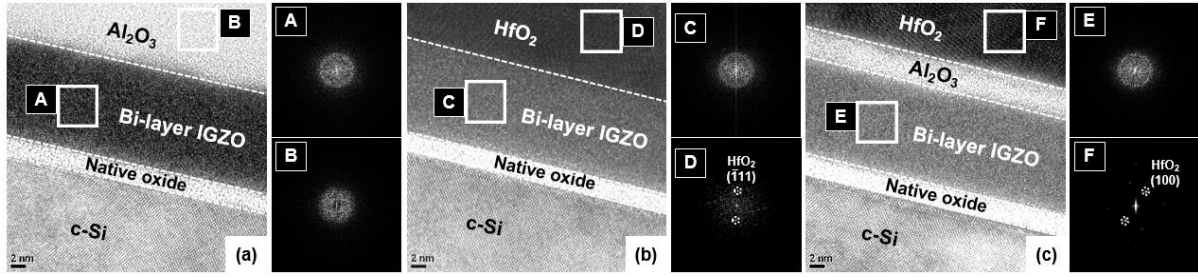 Al₂O₃
B
A
Bi-layer IGZO
Native oxide
c-Si
2 nm
(a)
A
B
HfO₂
D
C
Bi-layer IGZO
Native oxide
c-Si
2 nm
(b)
C
D
HfO₂
(1̄11)
HfO₂
F
Al₂O₃
E
Bi-layer IGZO
Native oxide
c-Si
2 nm
(c)
E
F
HfO₂
(100)